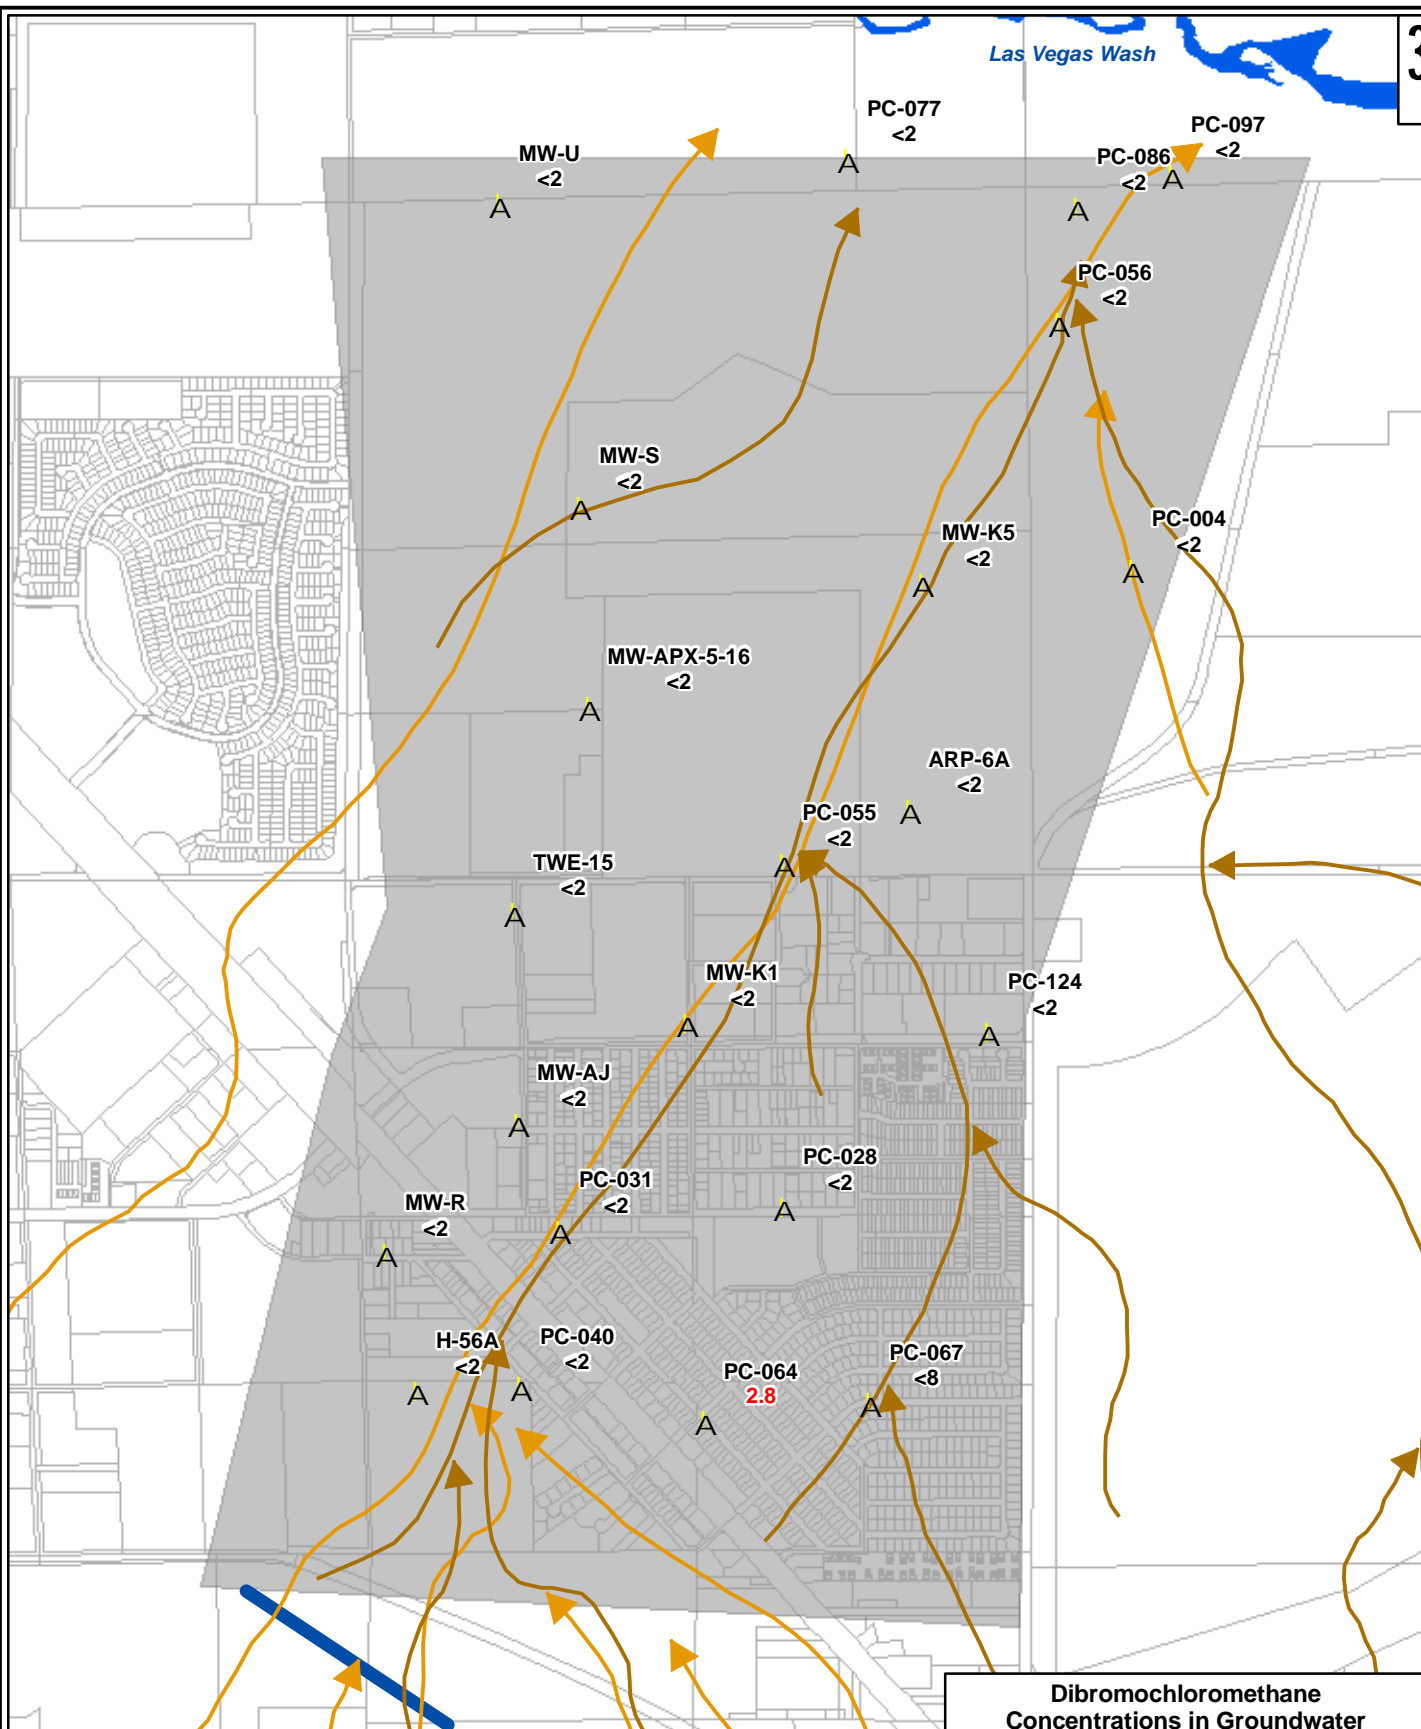 3
Las Vegas Wash
PC-077
<2
PC-097
<2
MW-U
<2
PC-086
<2
A
A
A
A
PC-056
<2
A
MW-S
<2
A
PC-004
<2
MW-K5
<2
A
A
MW-APX-5-16
<2
A
ARP-6A
<2
A
PC-055
<2
A
TWE-15
<2
A
MW-K1
<2
A
PC-124
<2
A
MW-AJ
<2
A
PC-028
<2
A
PC-031
<2
A
MW-R
<2
A
H-56A
<2
A
PC-040
<2
A
PC-064
2.8
A
PC-067
<8
A
Dibromochloromethane
Concentrations in Groundwater